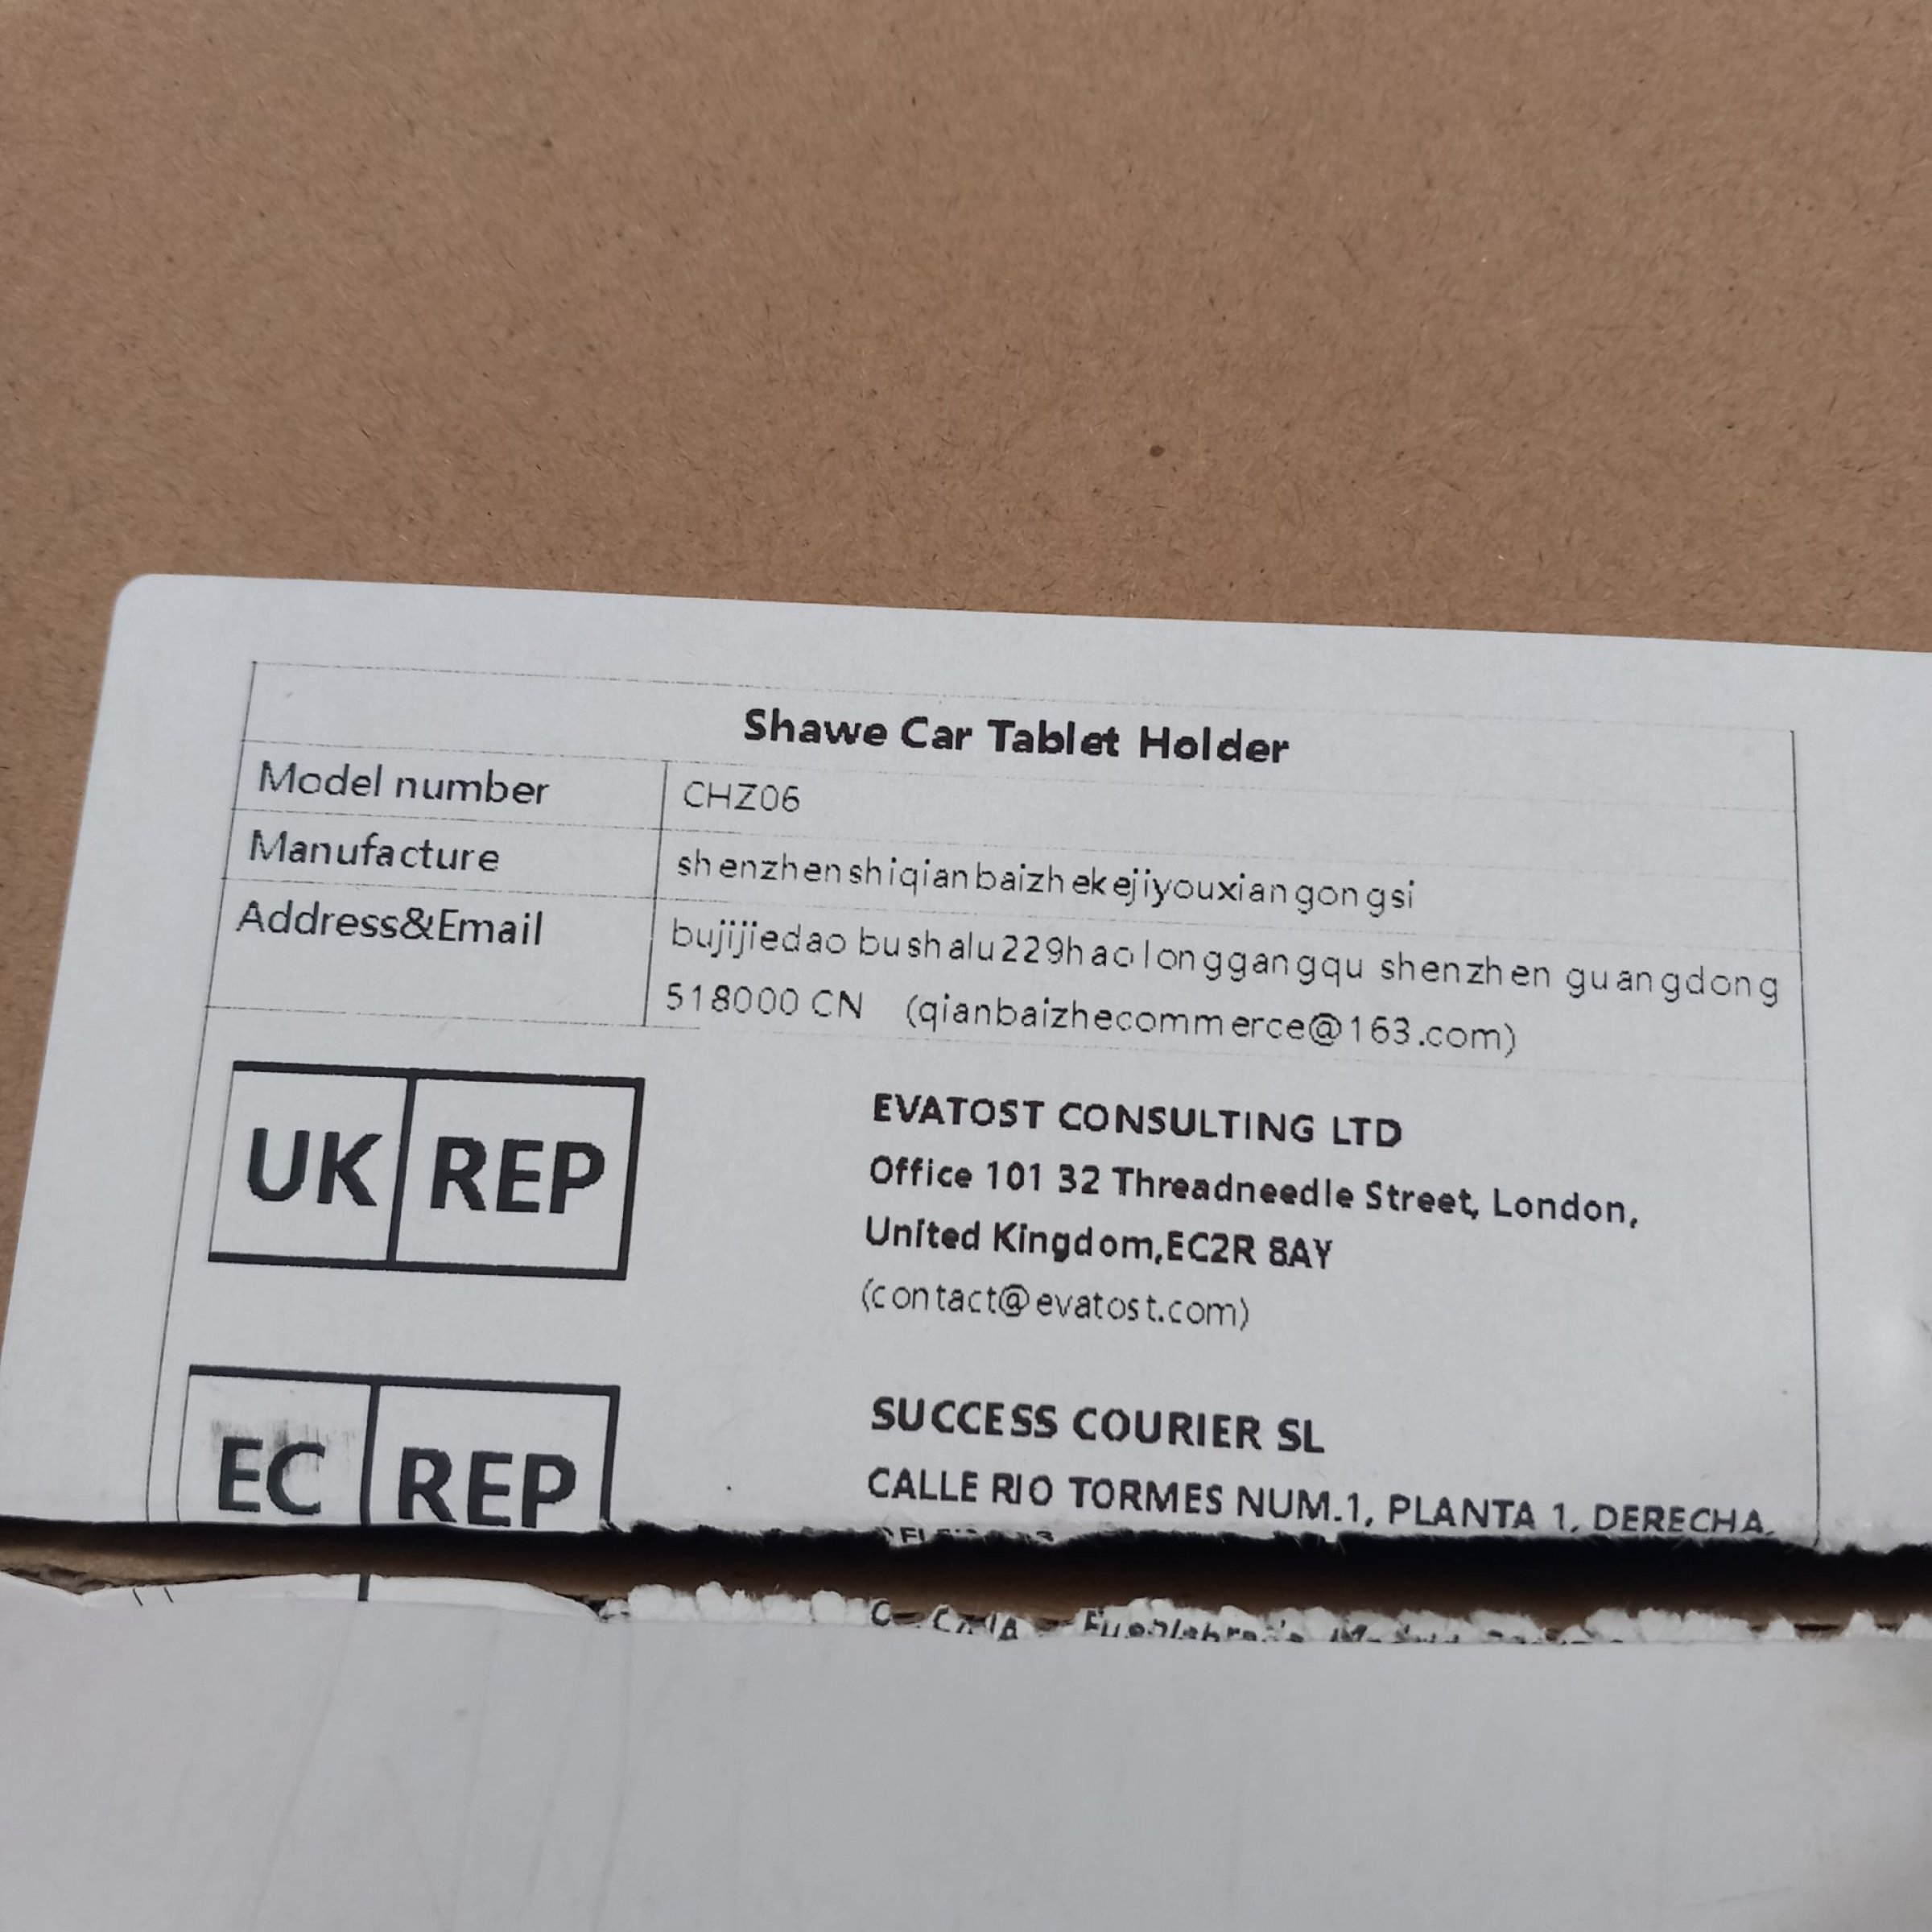 Shawe Car Tablet Holder
Model number CHZ06
Manufacture shenzhenshiqianbaizhekejiyouxiangongsi
Address&Email bujijiedao bushalu229haolonggangqu shenzhen guangdong
518000 CN (qianbaizhecommerce@163.com)
UK REP
EVATOST CONSULTING LTD
Office 101 32 Threadneedle Street, London,
United Kingdom,EC2R 8AY
(contact@evatost.com)
EC REP
SUCCESS COURIER SL
CALLE RIO TORMES NUM.1, PLANTA 1, DERECHA,